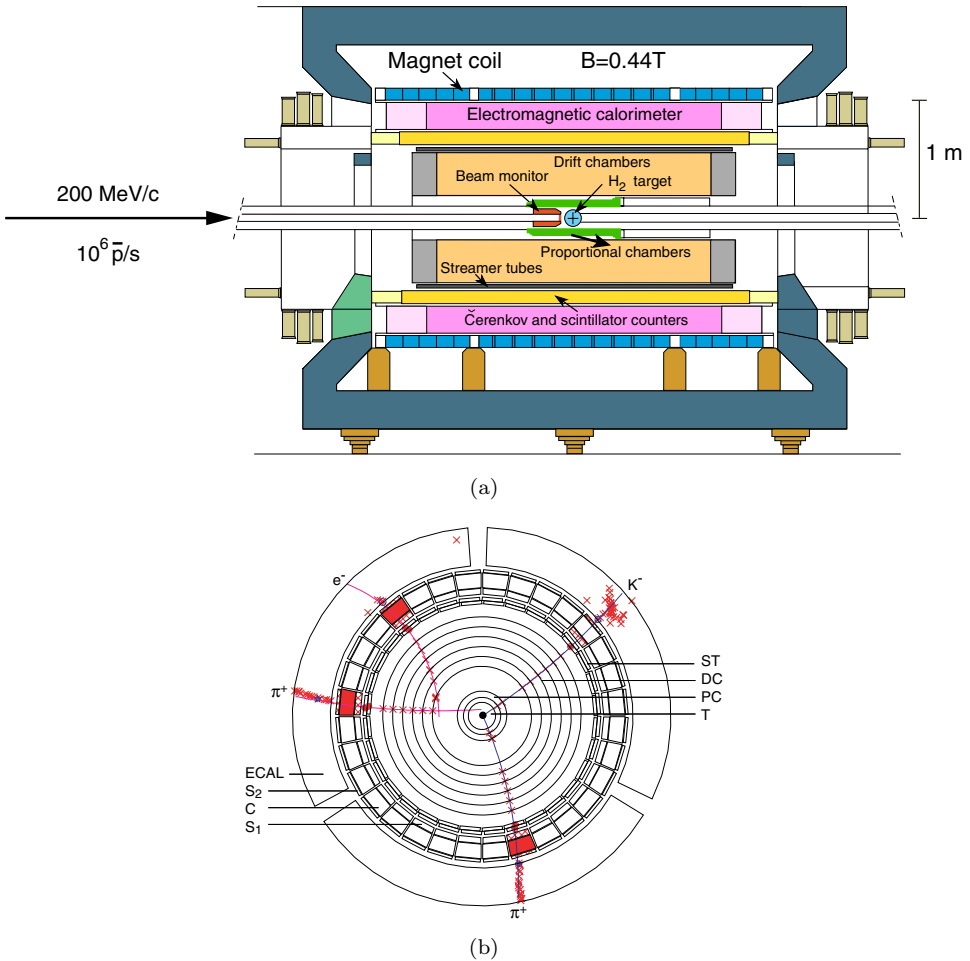 Magnet coil
B=0.44T
Electromagnetic calorimeter
1 m
Drift chambers
Beam monitor
H2 target
200 MeV/c
10^6 p̅/s
Proportional chambers
Streamer tubes
Čerenkov and scintillator counters
(a)
e-
K-
ST
DC
π+
PC
T
ECAL
S2
C
S1
π+
(b)